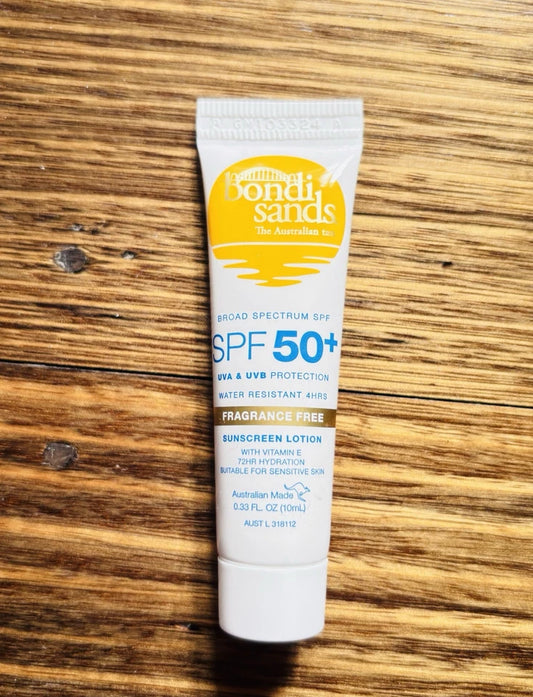 bondi
sands
The Australian tan
BROAD SPECTRUM SPF
SPF 50+
UVA & UVB PROTECTION
WATER RESISTANT 4HRS
FRAGRANCE FREE
SUNSCREEN LOTION
WITH VITAMIN E
72HR HYDRATION
SUITABLE FOR SENSITIVE SKIN
Australian Made
0.33 FL. OZ (10mL)
AUST L 318112